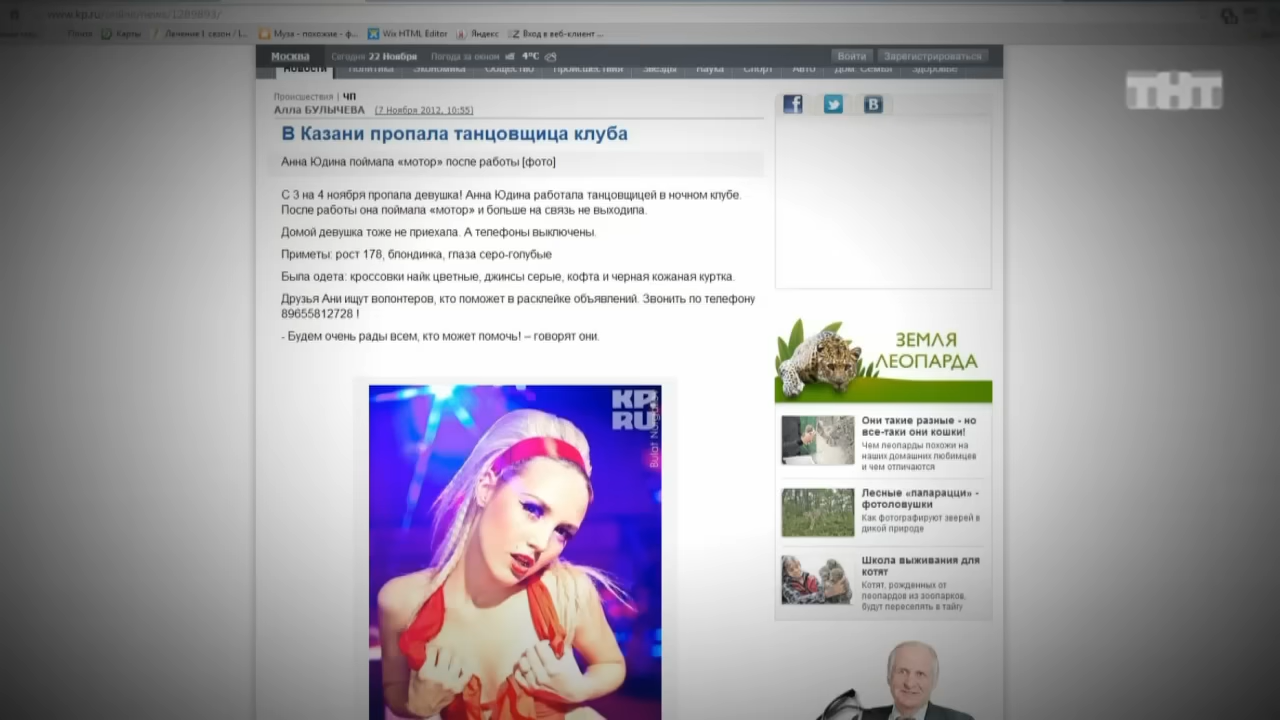 www.kp.ru/online/news/1289893/
Почта
Карты
Лечение 1 сезон / L...
Муза - похожие - ф...
Wix HTML Editor
Яндекс
Вход в веб-клиент ...
Москва Сегодня 22 Ноября Погода за окном 4°C Войти Зарегистрироваться
Новости Политика Экономика Общество Происшествия Звезды Наука Спорт Авто Дом. Семья Здоровье
Происшествия | ЧП
Алла БУЛЫЧЕВА (7 Ноября 2012, 10:55)
В Казани пропала танцовщица клуба
Анна Юдина поймала «мотор» после работы [фото]
С 3 на 4 ноября пропала девушка! Анна Юдина работала танцовщицей в ночном клубе.
После работы она поймала «мотор» и больше на связь не выходила.
Домой девушка тоже не приехала. А телефоны выключены.
Приметы: рост 178, блондинка, глаза серо-голубые
Была одета: кроссовки найк цветные, джинсы серые, кофта и черная кожаная куртка.
Друзья Ани ищут волонтеров, кто поможет в расклейке объявлений. Звонить по телефону
89655812728 !
- Будем очень рады всем, кто может помочь! – говорят они.
KP.
RU
ТНТ
ЗЕМЛЯ
ЛЕОПАРДА
Они такие разные - но
все-таки они кошки!
Чем леопарды похожи на
наших домашних любимцев
и чем отличаются
Лесные «папарацци» -
фотоловушки
Как фотографируют зверей в
дикой природе
Школа выживания для
котят
Котят, рожденных от
леопардов из зоопарков,
будут переселять в тайгу